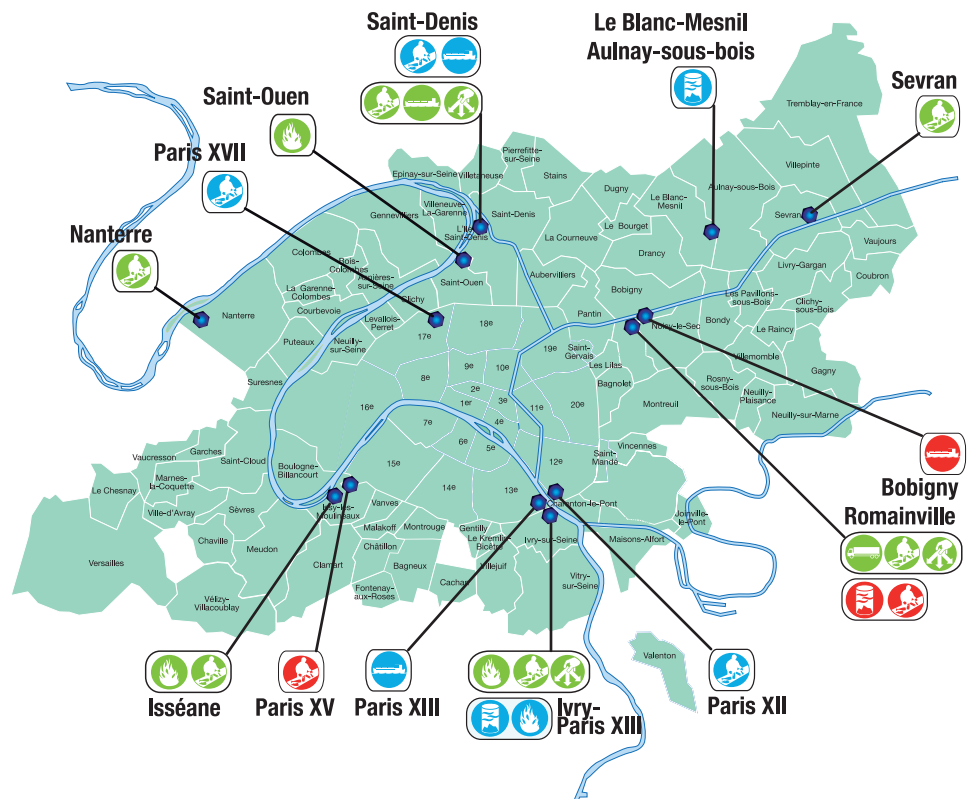 Saint-Denis
Le Blanc-Mesnil
Aulnay-sous-bois
Sevran
Saint-Ouen
Paris XVII
Nanterre
Tremblay-en-France
Pierrefitte-
sur-Seine
Villepinte
Epinay-sur-Seine
Villetaneuse
Stains
Dugny
Aulnay-sous-Bois
Le Blanc-
Mesnil
Villeneuve-
La-Garenne
Gennevilliers
Saint-Denis
Sevran
L'Ile
Saint-Denis
Le Bourget
La Courneuve
Vaujours
Drancy
Colombes
Bois-
Colombes
Asnières-
sur-Seine
Livry-Gargan
Coubron
Aubervilliers
Saint-Ouen
Bobigny
La Garenne-
Colombes
Clichy
Les Pavillons-
sous-Bois
Clichy-
sous-Bois
Courbevoie
Levallois-
Perret
Nanterre
Pantin
Noisy-le-Sec
Bondy
Le Raincy
18e
17e
Puteaux
Neuilly-
sur-Seine
19e
Saint-
Gervais
Les Lilas
Villemomble
Gagny
9e
10e
8e
Suresnes
Bagnolet
Rosny-
sous-Bois
Neuilly-
Plaisance
2e
3e
1er
11e
20e
Montreuil
16e
7e
4e
Neuilly-sur-Marne
6e
5e
Vincennes
Saint-
Mandé
12e
Garches
Vaucresson
Saint-Cloud
Boulogne-
Billancourt
15e
Marnes-
la-Coquette
Le Chesnay
14e
13e
Charenton-le-Pont
Sèvres
Ville-d'Avray
Issy-les-
Moulineaux
Vanves
Joinville-
le-Pont
Malakoff
Montrouge
Gentilly
Le Kremlin-
Bicêtre
Ivry-sur-Seine
Maisons-Alfort
Chaville
Meudon
Châtillon
Versailles
Clamart
Bagneux
Villejuif
Cachan
Vitry-
sur-Seine
Vélizy-
Villacoublay
Fontenay-
aux-Roses
Valenton
Bobigny
Romainville
Isséane
Paris XV
Paris XIII
Ivry-
Paris XIII
Paris XII